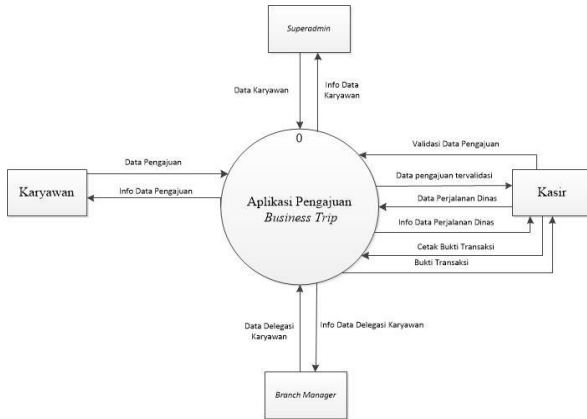 Superadmin
Data Karyawan
Info Data
Karyawan
0
Validasi Data Pengajuan
Data Pengajuan
Data pengajuan tervalidasi
Karyawan
Aplikasi Pengajuan
Business Trip
Kasir
Info Data Pengajuan
Data Perjalanan Dinas
Info Data Perjalanan Dinas
Cetak Bukti Transaksi
Bukti Transaksi
Data Delegasi
Karyawan
Info Data Delegasi Karyawan
Branch Manager